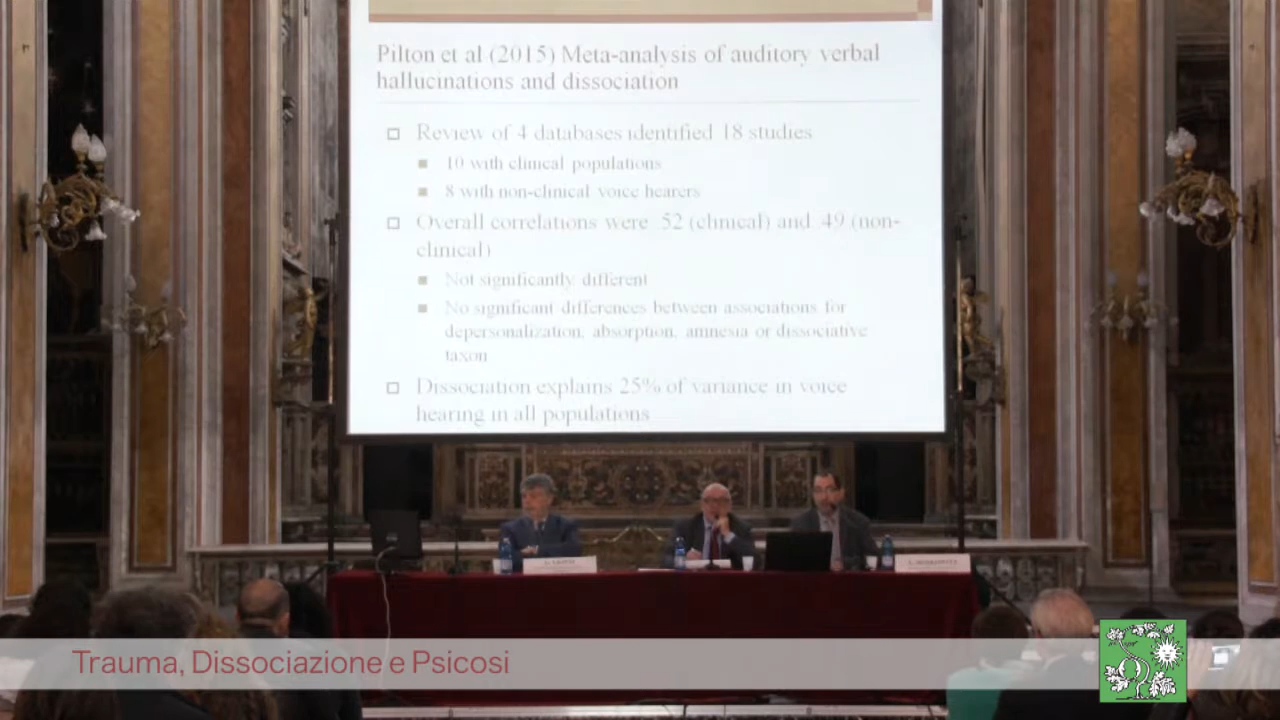 Pilton et al (2015) Meta-analysis of auditory verbal
hallucinations and dissociation
Review of 4 databases identified 18 studies
10 with clinical populations
8 with non-clinical voice hearers
Overall correlations were .52 (clinical) and .49 (non-
clinical)
Not significantly different
No significant differences between associations for
depersonalization, absorption, amnesia or dissociative
taxon
Dissociation explains 25% of variance in voice
hearing in all populations
Trauma, Dissociazione e Psicosi